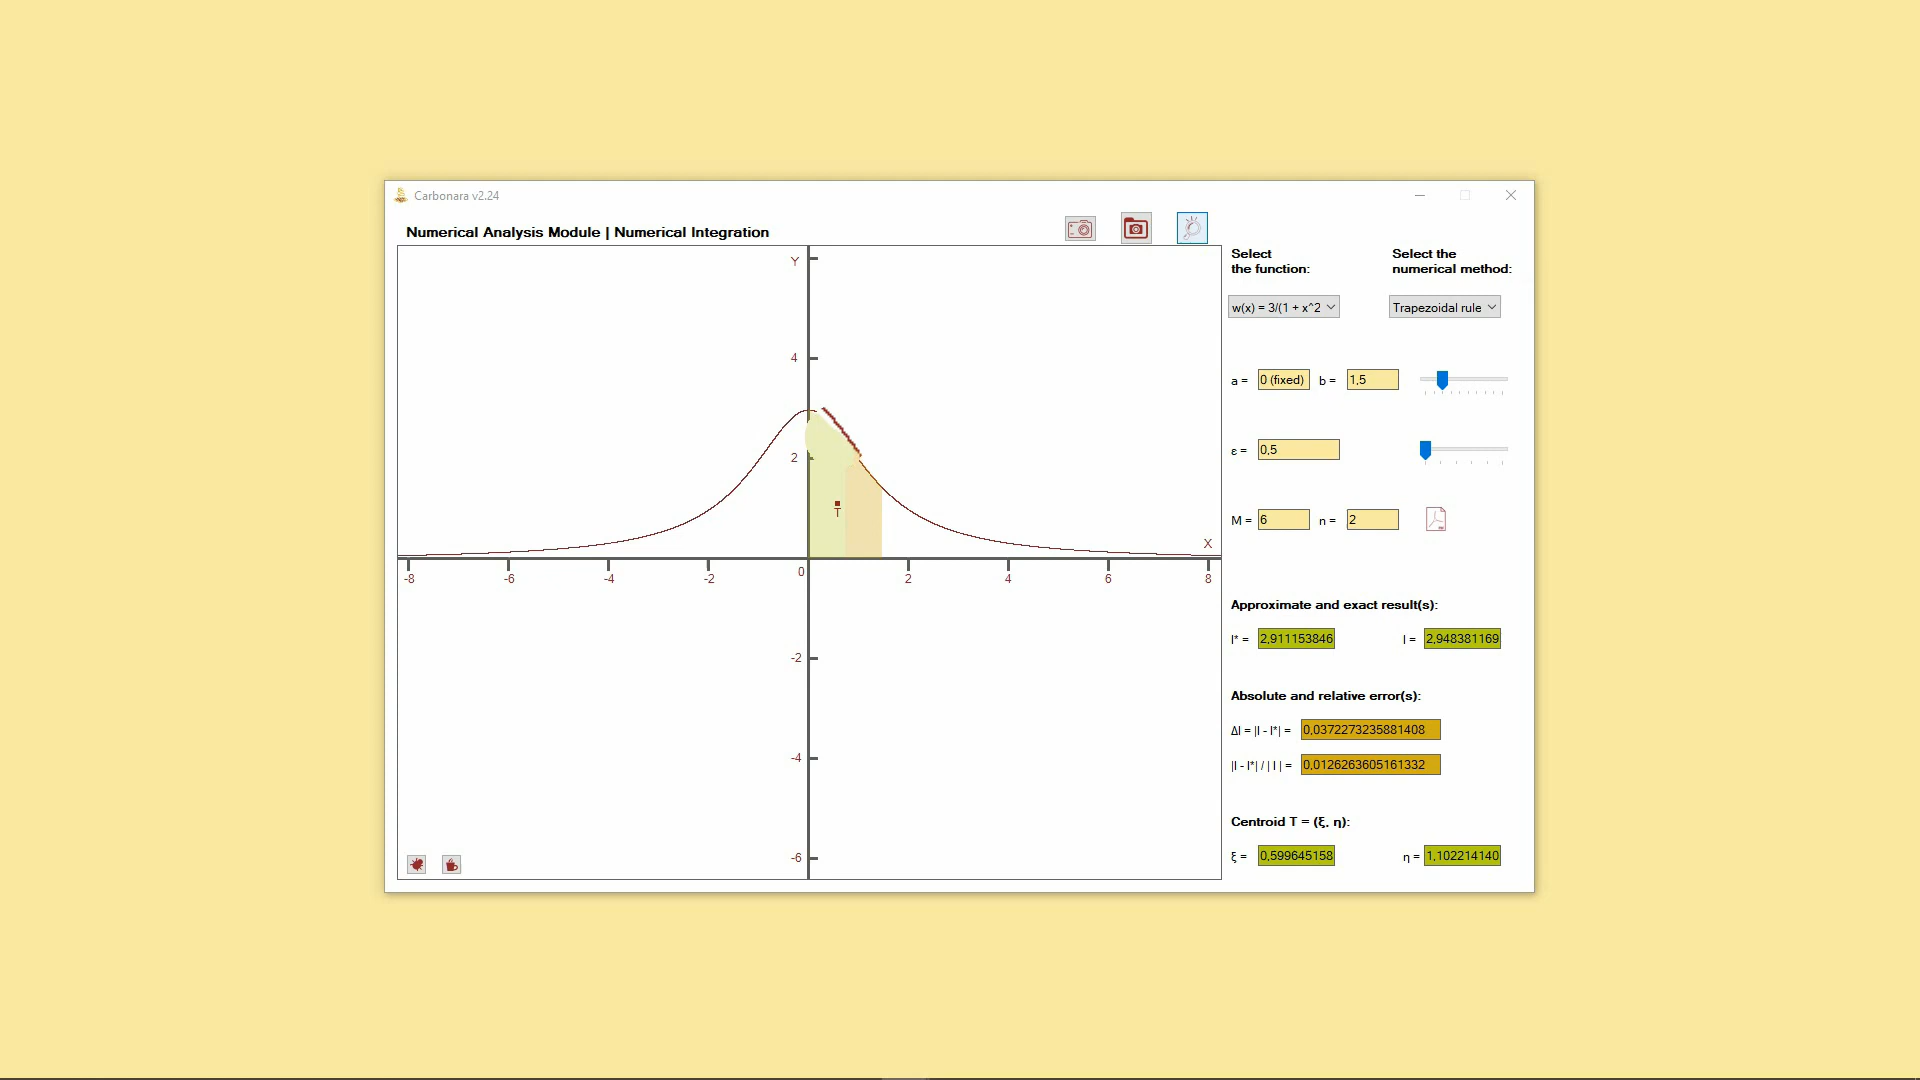 Carbonara v2.24
Numerical Analysis Module | Numerical Integration
Select
the function:
Select the
numerical method:
w(x) = 3/(1 + x^2
Trapezoidal rule
a =
0 (fixed)
b =
1,5
ε =
0,5
M =
6
n =
2
Approximate and exact result(s):
I* =
2,911153846
I =
2,948381169
Absolute and relative error(s):
ΔI = |I - I*| =
0,0372273235881408
|I - I*| / | I | =
0,0126263605161332
Centroid T = (ξ, η):
ξ =
0,599645158
η =
1,102214140
Y
4
2
T
X
-8
-6
-4
-2
0
2
4
6
8
-2
-4
-6